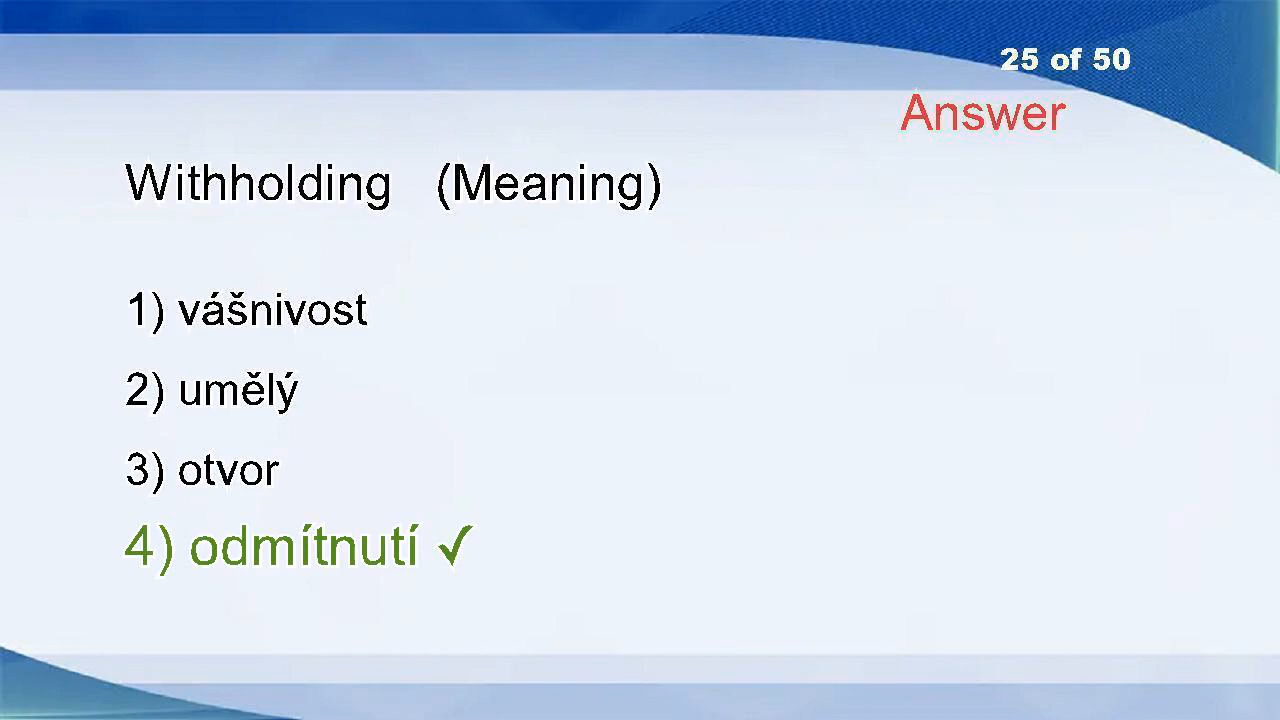 25 of 50
Answer
Withholding (Meaning)
1) vášnivost
2) umělý
3) otvor
4) odmítnutí ✓